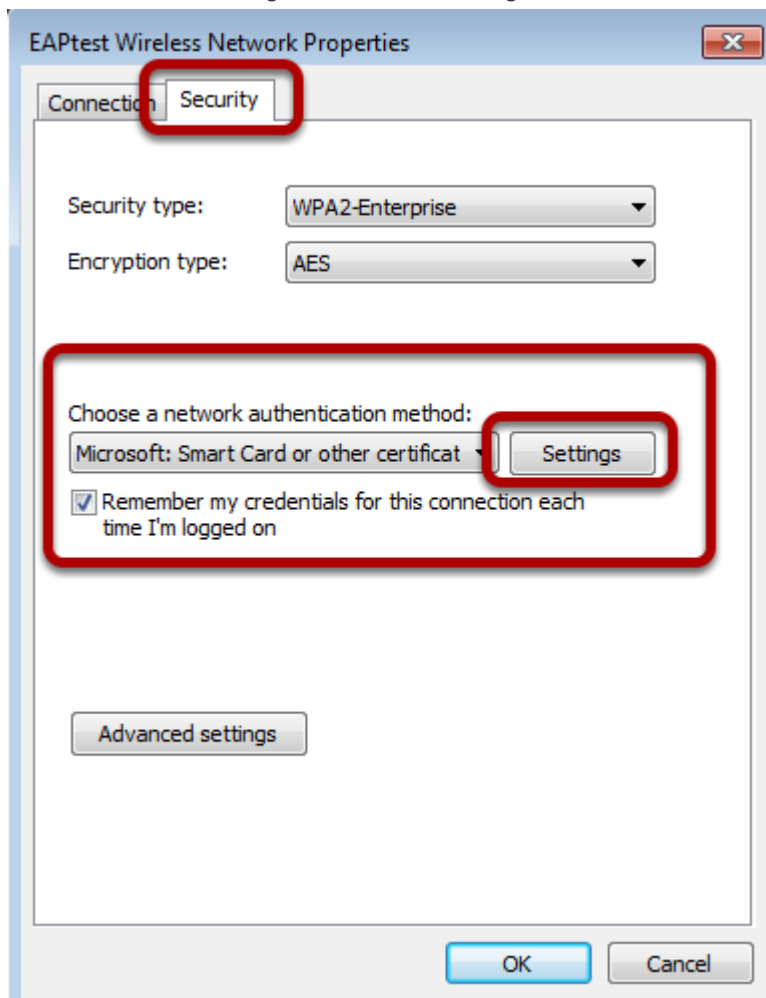 EAPtest Wireless Network Properties
Connection Security
Security type: WPA2-Enterprise
Encryption type: AES
Choose a network authentication method:
Microsoft: Smart Card or other certificat Settings
Remember my credentials for this connection each
time I'm logged on
Advanced settings
OK Cancel